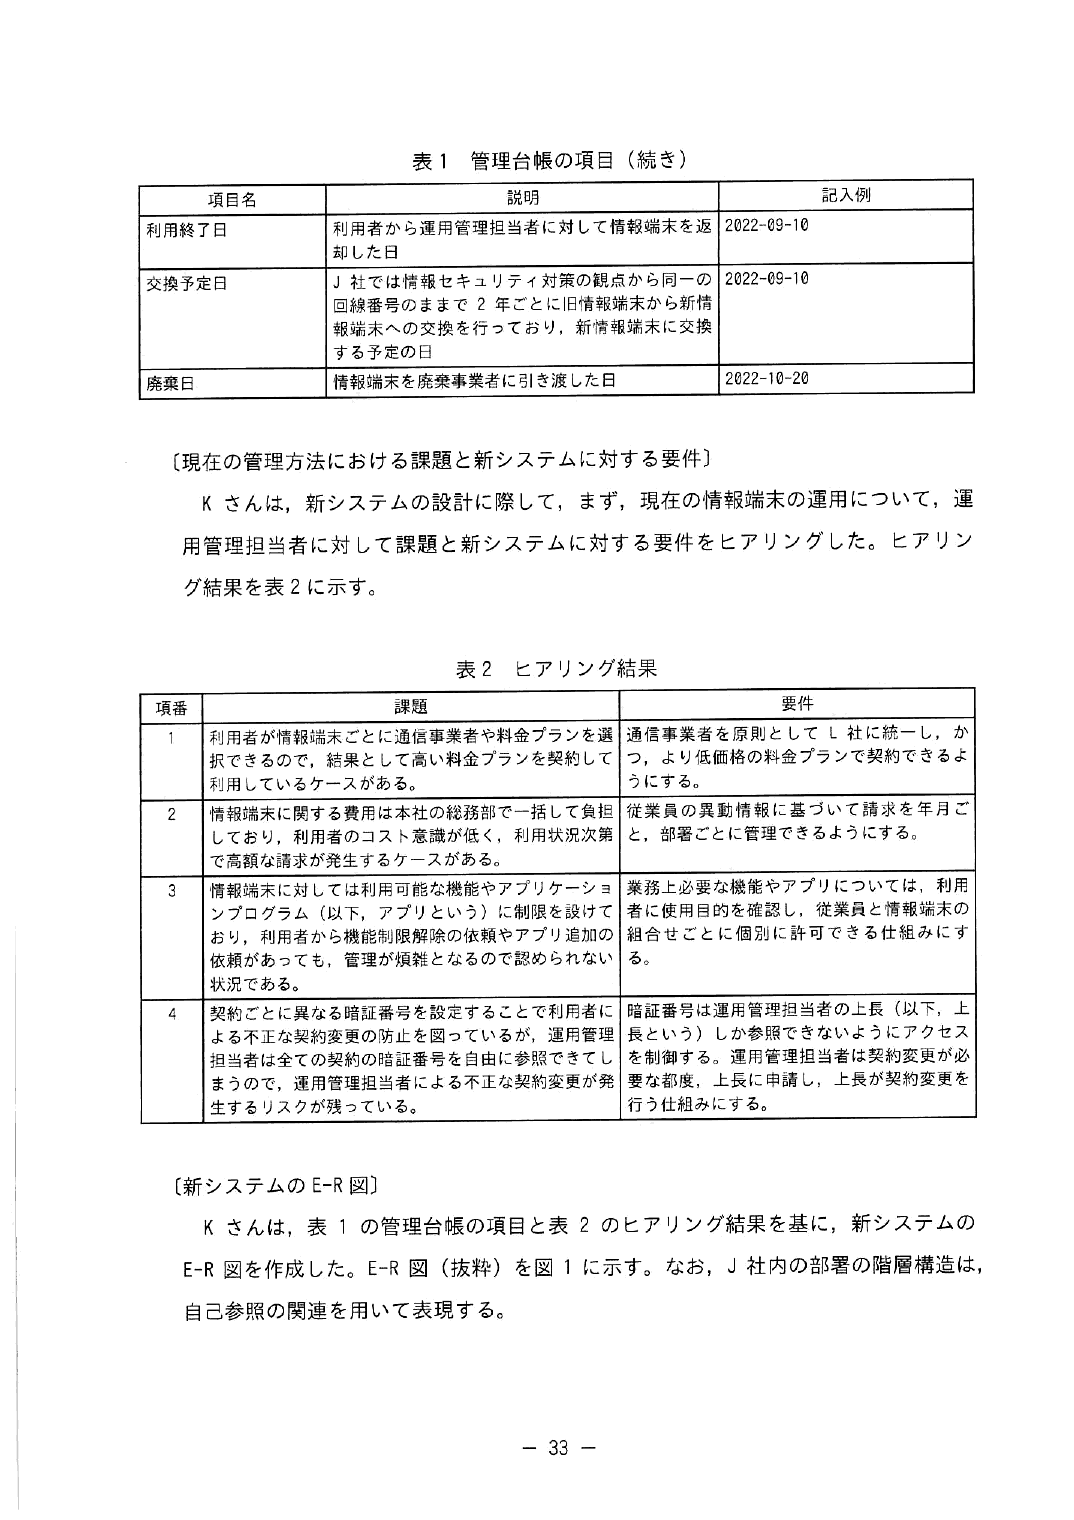 表1　管理台帳の項目（続き）
項目名　説明　記入例
利用終了日　利用者から運用管理担当者に対して情報端末を返　2022-09-10
却した日
交換予定日　J 社では情報セキュリティ対策の観点から同一の　2022-09-10
回線番号のままで 2 年ごとに旧情報端末から新情
報端末への交換を行っており，新情報端末に交換
する予定の日
廃棄日　情報端末を廃棄事業者に引き渡した日　2022-10-20
〔現在の管理方法における課題と新システムに対する要件〕
K さんは，新システムの設計に際して，まず，現在の情報端末の運用について，運
用管理担当者に対して課題と新システムに対する要件をヒアリングした。ヒアリン
グ結果を表 2 に示す。
表2　ヒアリング結果
項番　課題　要件
1　利用者が情報端末ごとに通信事業者や料金プランを選
択できるので，結果として高い料金プランを契約して
利用しているケースがある。
通信事業者を原則として L 社に統一し，か
つ，より低価格の料金プランで契約できるよ
うにする。
2　情報端末に関する費用は本社の総務部で一括して負担
しており，利用者のコスト意識が低く，利用状況次第
で高額な請求が発生するケースがある。
従業員の異動情報に基づいて請求を年月ご
と，部署ごとに管理できるようにする。
3　情報端末に対しては利用可能な機能やアプリケーショ
ンプログラム（以下，アプリという）に制限を設けて
おり，利用者から機能制限解除の依頼やアプリ追加の
依頼があっても，管理が煩雑となるので認められない
状況である。
業務上必要な機能やアプリについては，利用
者に使用目的を確認し，従業員と情報端末の
組合せごとに個別に許可できる仕組みにす
る。
4　契約ごとに異なる暗証番号を設定することで利用者に
よる不正な契約変更の防止を図っているが，運用管理
担当者は全ての契約の暗証番号を自由に参照できてし
まうので，運用管理担当者による不正な契約変更が発
生するリスクが残っている。
暗証番号は運用管理担当者の上長（以下，上
長という）しか参照できないようにアクセス
を制御する。運用管理担当者は契約変更が必
要な都度，上長に申請し，上長が契約変更を
行う仕組みにする。
〔新システムの E-R 図〕
K さんは，表 1 の管理台帳の項目と表 2 のヒアリング結果を基に，新システムの
E-R 図を作成した。E-R 図（抜粋）を図 1 に示す。なお，J 社内の部署の階層構造は，
自己参照の関連を用いて表現する。
— 33 —